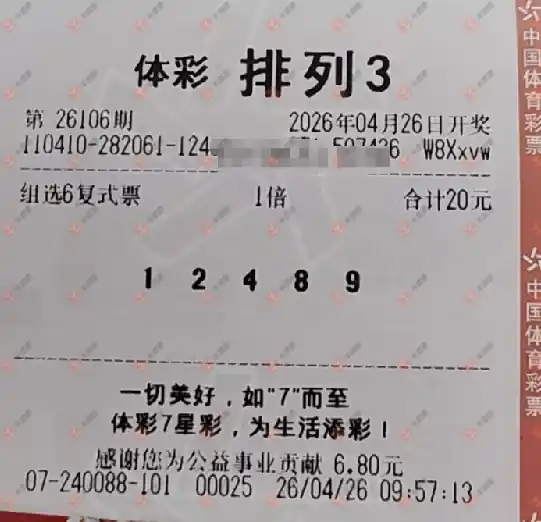 体彩 排列3
第 26106期 2026年04月26日开奖
110410-282061-124 507426 W8Xxvw
组选6复式票 1倍 合计20元
1 2 4 8 9
一切美好，如"7"而至
体彩7星彩，为生活添彩！
感谢您为公益事业贡献 6.80元
07-240088-101 00025 26/04/26 09:57:13
中国体育彩票
中国体育彩票